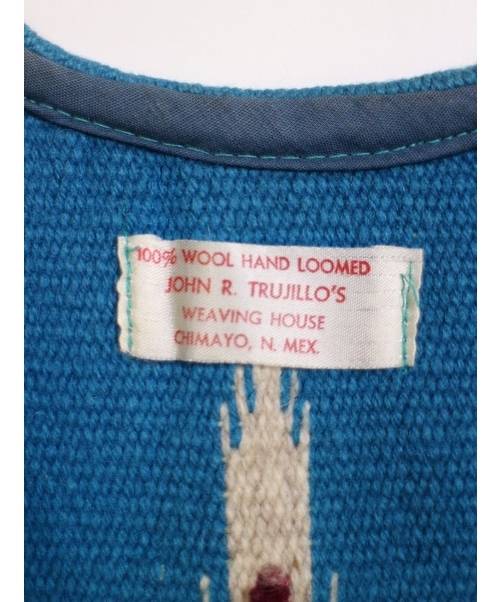 100% WOOL HAND LOOMED
JOHN R. TRUJILLO'S
WEAVING HOUSE
CHIMAYO, N. MEX.